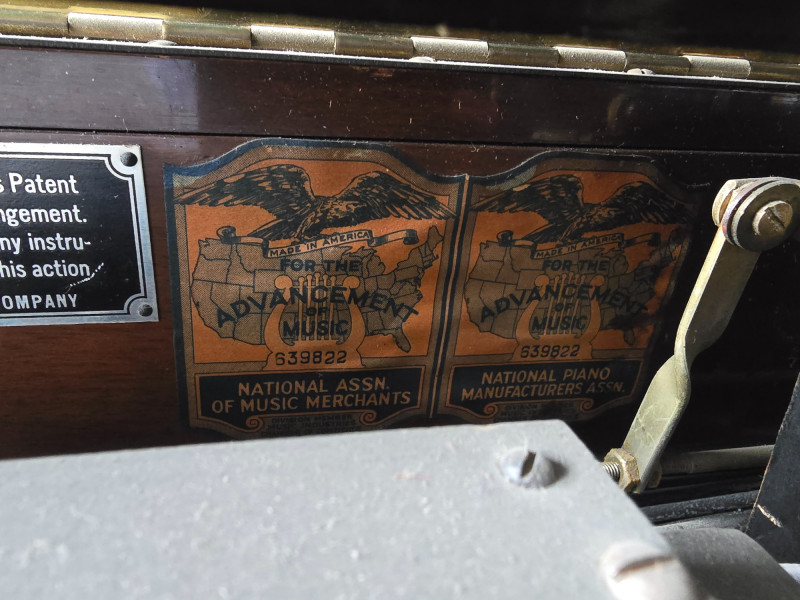 s Patent
ngement.
ny instru-
his action
OMPANY
MADE IN AMERICA
FOR THE
ADVANCEMENT
OF
MUSIC
639822
NATIONAL ASSN.
OF MUSIC MERCHANTS
MADE IN AMERICA
FOR THE
ADVANCEMENT
OF
MUSIC
639822
NATIONAL PIANO
MANUFACTURERS ASSN.